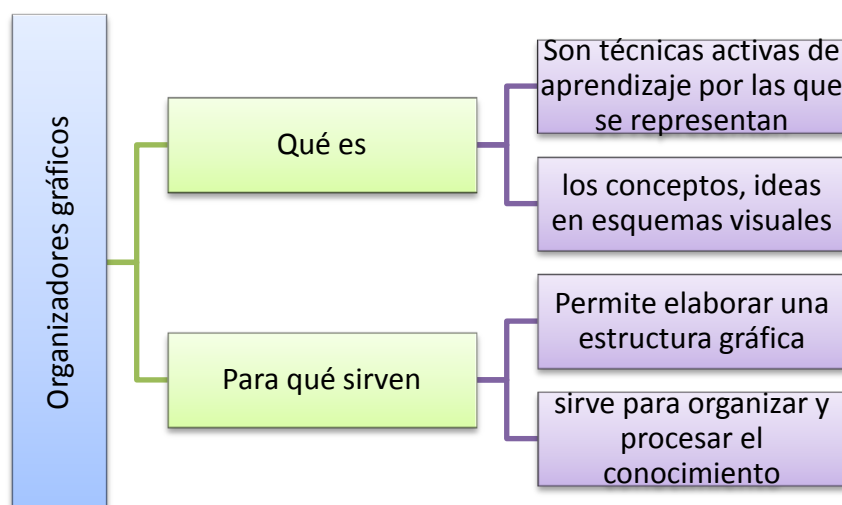 Organizadores gráficos
Qué es
Son técnicas activas de
aprendizaje por las que
se representan
los conceptos, ideas
en esquemas visuales
Para qué sirven
Permite elaborar una
estructura gráfica
sirve para organizar y
procesar el
conocimiento